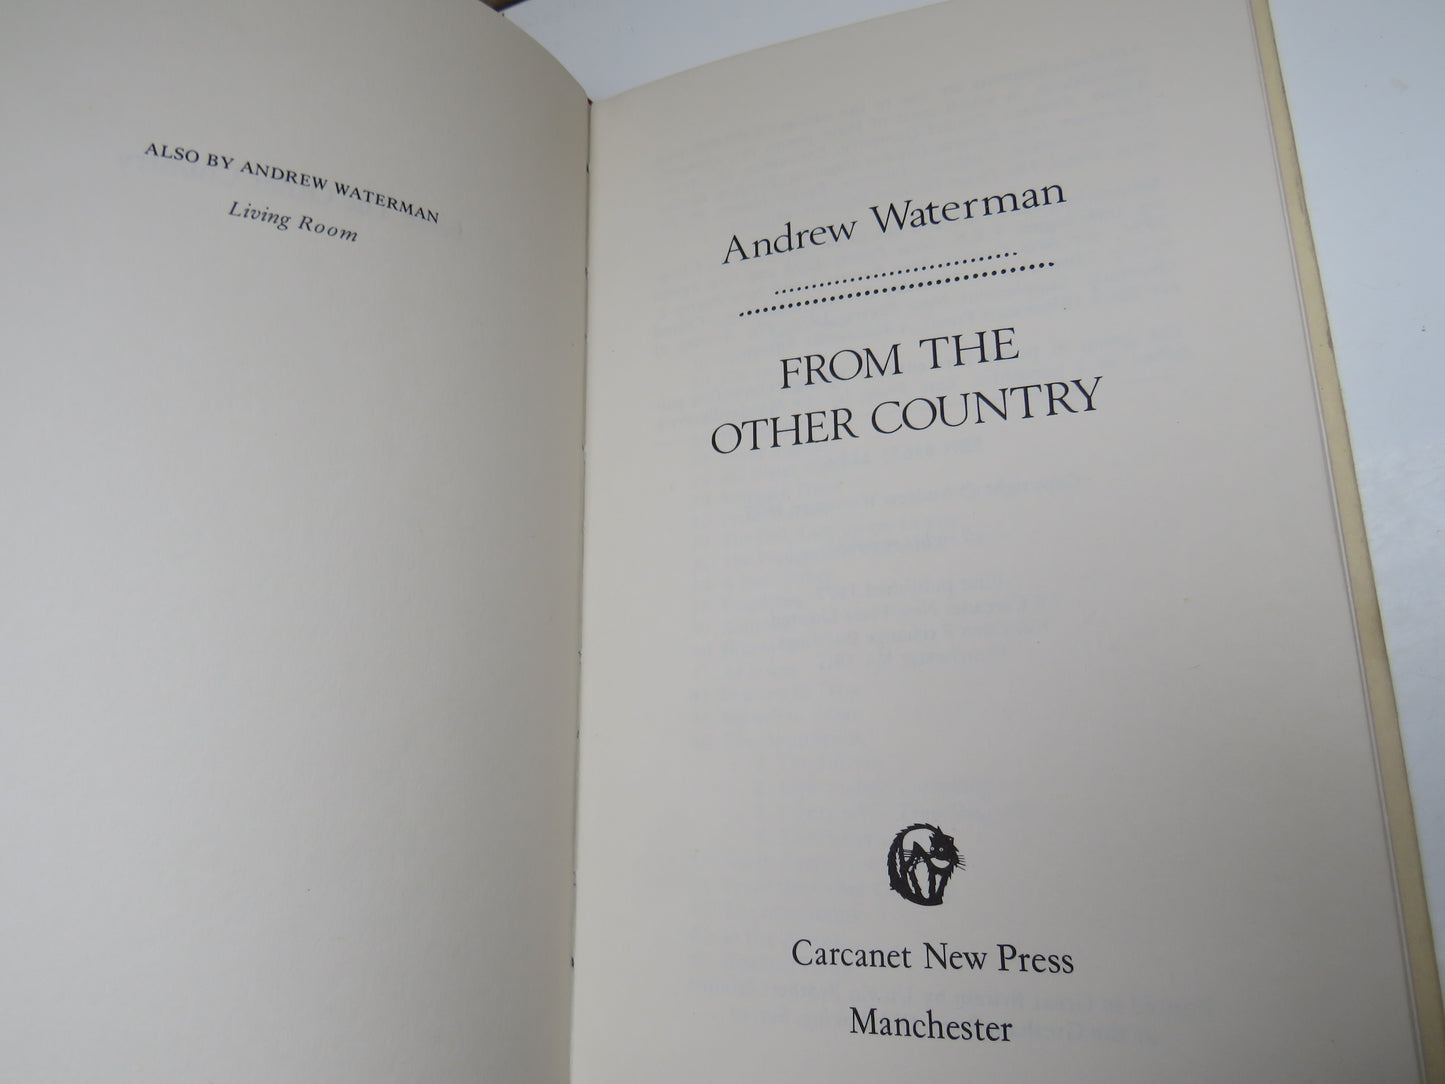 ALSO BY ANDREW WATERMAN
Living Room
Andrew Waterman
FROM THE
OTHER COUNTRY
Carcanet New Press
Manchester